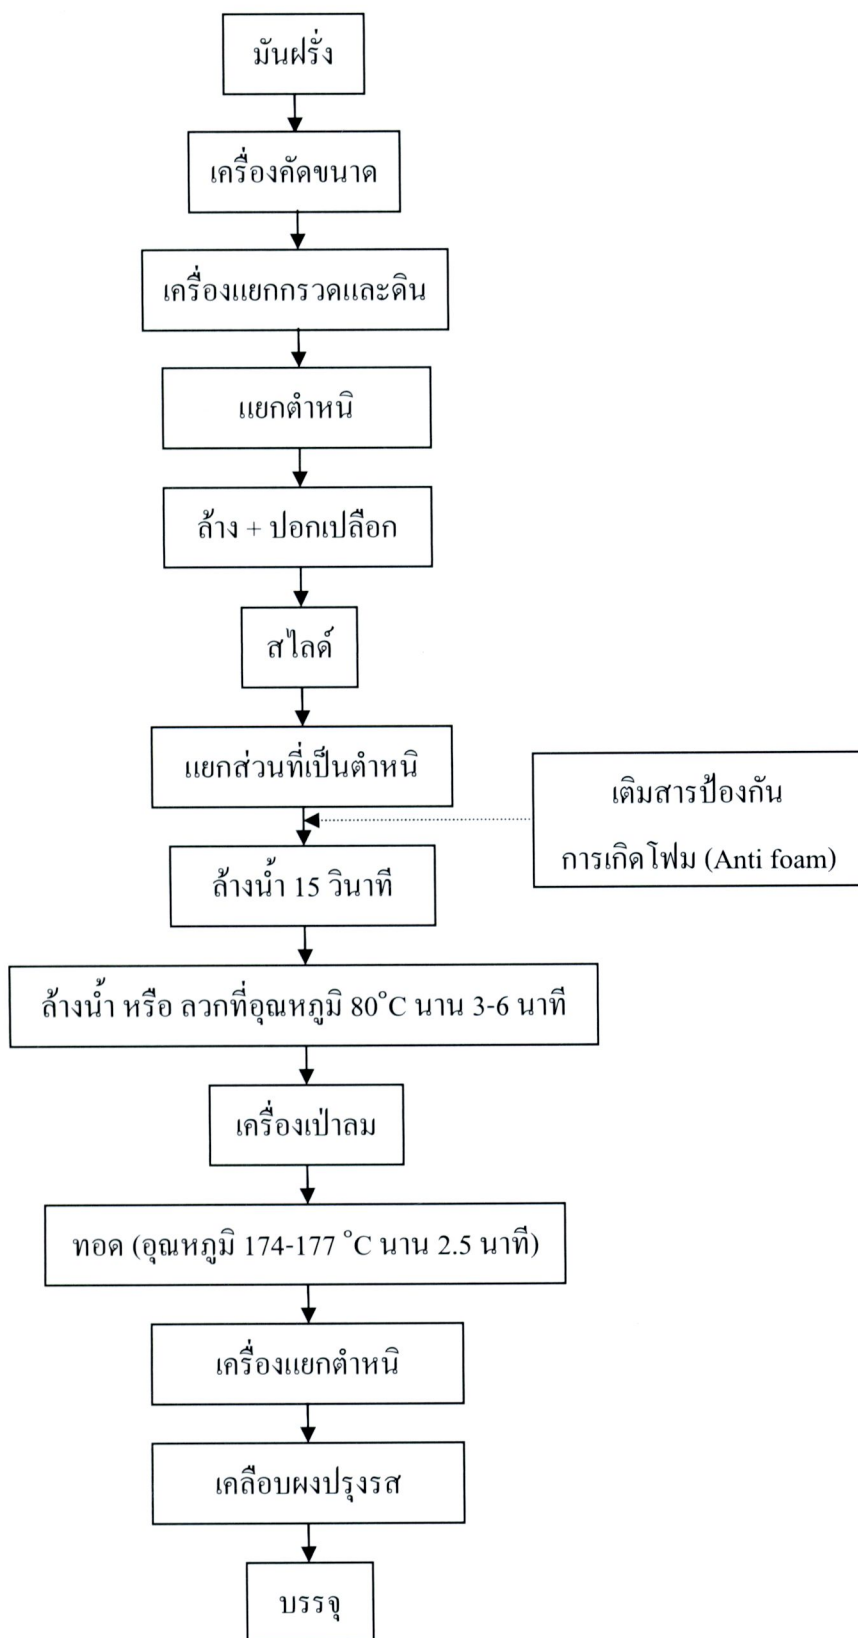 มันฝรั่ง
เครื่องคัดขนาด
เครื่องแยกกรวดและดิน
แยกตำหนิ
ล้าง + ปอกเปลือก
สไลด์
แยกส่วนที่เป็นตำหนิ
เติมสารป้องกัน
การเกิดโฟม (Anti foam)
ล้างน้ำ 15 วินาที
ล้างน้ำ หรือ ลวกที่อุณหภูมิ 80°C นาน 3-6 นาที
เครื่องเป่าลม
ทอด (อุณหภูมิ 174-177 °C นาน 2.5 นาที)
เครื่องแยกตำหนิ
เคลือบผงปรุงรส
บรรจุ